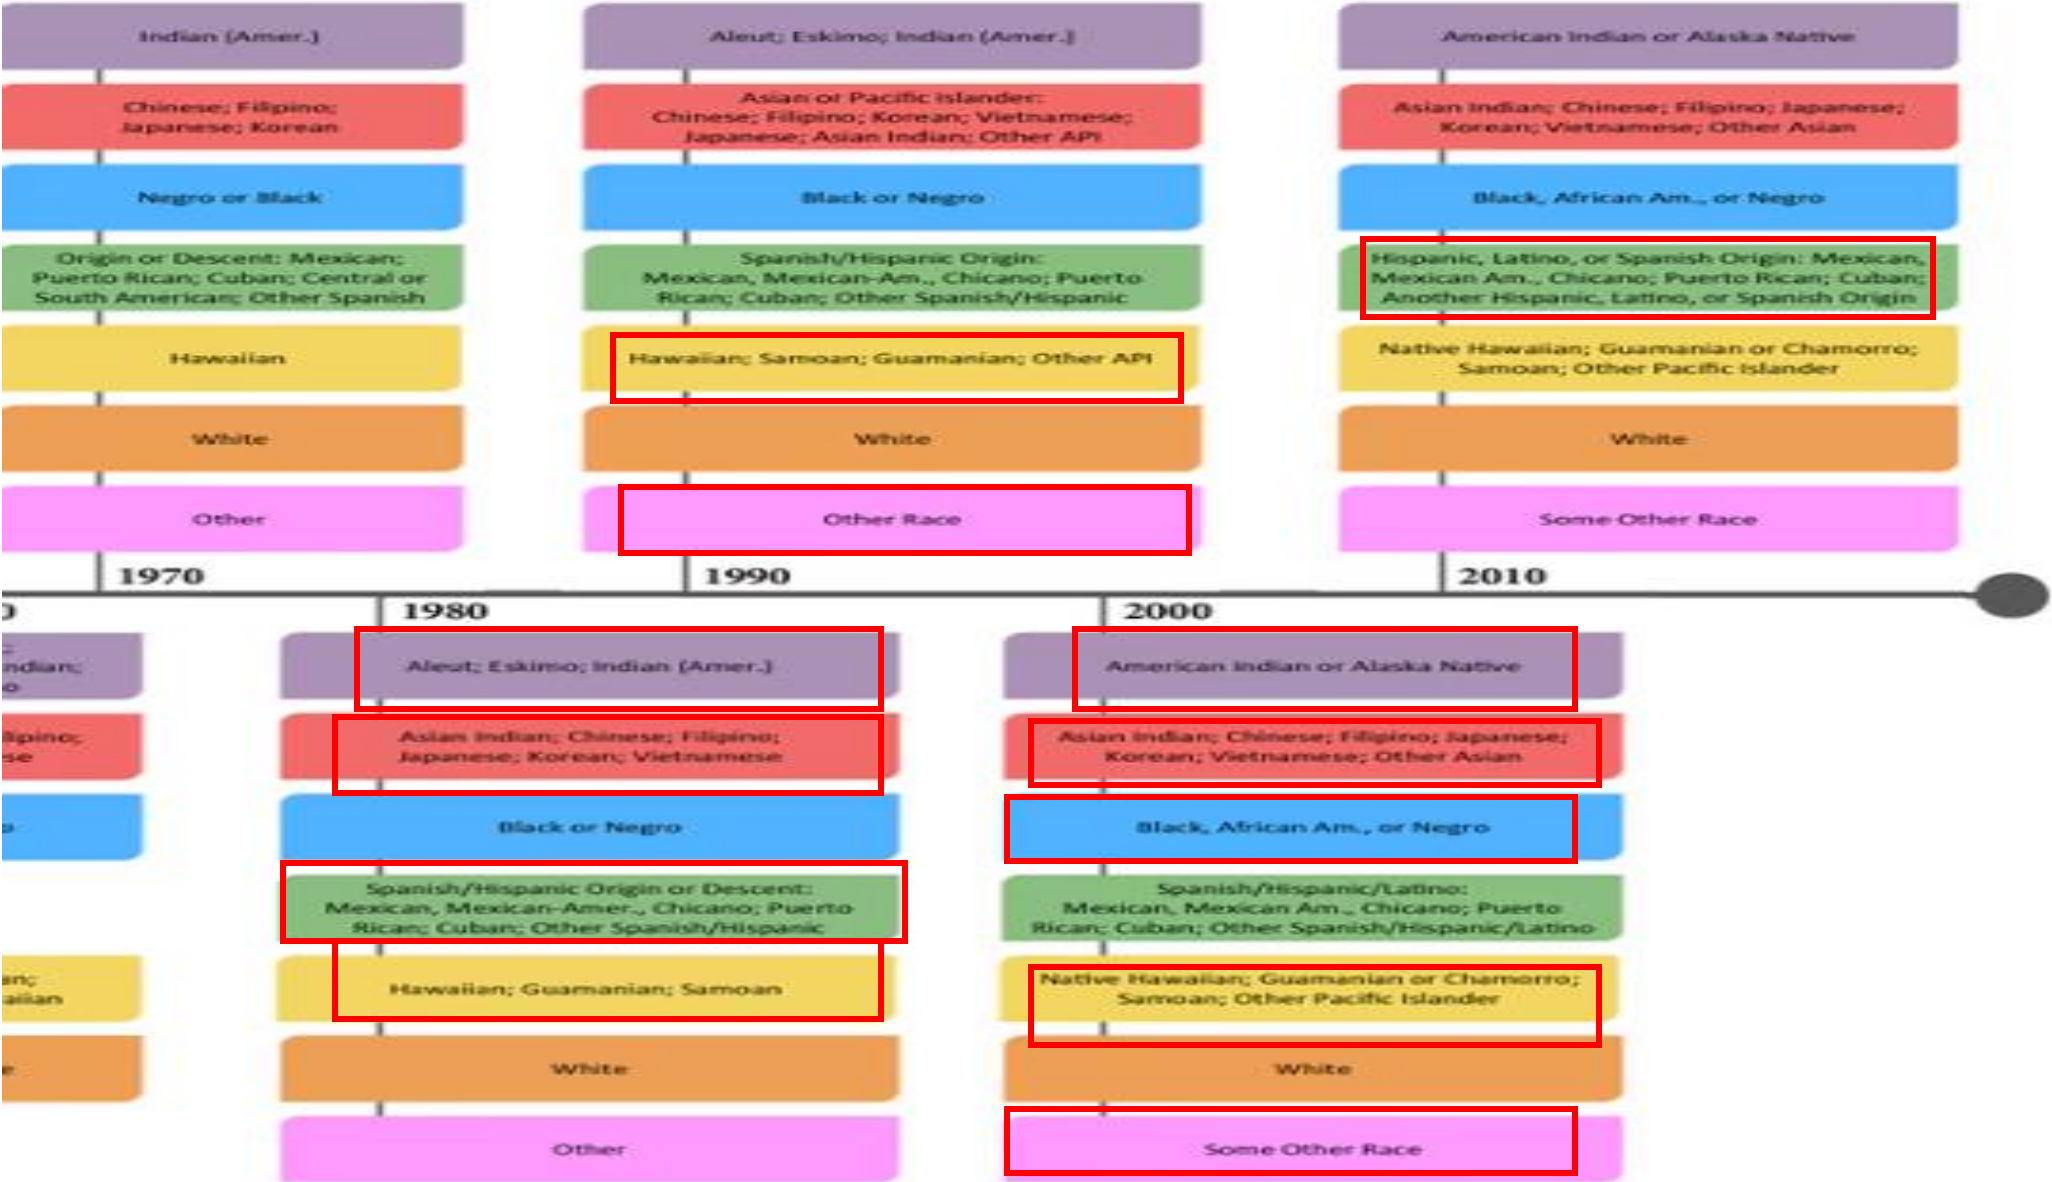 Indian (Amer.)
Chinese; Filipino;
Japanese; Korean
Negro or Black
Origin or Descent: Mexican;
Puerto Rican; Cuban; Central or
South American; Other Spanish
Hawaiian
White
Other
1970
Aleut; Eskimo; Indian (Amer.)
Asian or Pacific Islander:
Chinese; Filipino; Korean; Vietnamese;
Japanese; Asian Indian; Other API
Black or Negro
Spanish/Hispanic Origin:
Mexican, Mexican-Am., Chicano; Puerto
Rican; Cuban; Other Spanish/Hispanic
Hawaiian; Samoan; Guamanian; Other API
White
Other Race
1990
American Indian or Alaska Native
Asian Indian; Chinese; Filipino; Japanese;
Korean; Vietnamese; Other Asian
Black, African Am., or Negro
Hispanic, Latino, or Spanish Origin: Mexican,
Mexican Am., Chicano; Puerto Rican; Cuban;
Another Hispanic, Latino, or Spanish Origin
Native Hawaiian; Guamanian or Chamorro;
Samoan; Other Pacific Islander
White
Some Other Race
2010
1980
Aleut; Eskimo; Indian (Amer.)
Asian Indian; Chinese; Filipino;
Japanese; Korean; Vietnamese
Black or Negro
Spanish/Hispanic Origin or Descent:
Mexican, Mexican-Amer., Chicano; Puerto
Rican; Cuban; Other Spanish/Hispanic
Hawaiian; Guamanian; Samoan
White
Other
2000
American Indian or Alaska Native
Asian Indian; Chinese; Filipino; Japanese;
Korean; Vietnamese; Other Asian
Black, African Am., or Negro
Spanish/Hispanic/Latino:
Mexican, Mexican Am., Chicano; Puerto
Rican; Cuban; Other Spanish/Hispanic/Latino
Native Hawaiian; Guamanian or Chamorro;
Samoan; Other Pacific Islander
White
Some Other Race